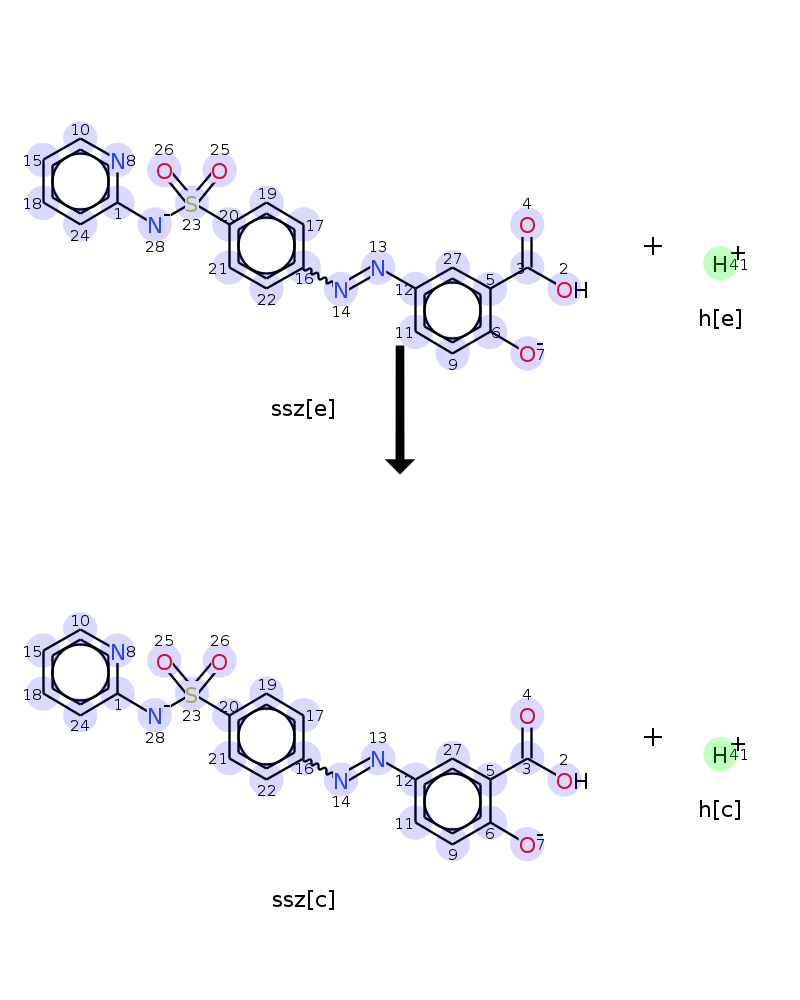 10
15 N 8
18 1
24
26 25
O O
S
23
N -
28
20 19
17
21
22 16
13
N
N
14
4
O
27
3 2
5 OH
12
11 6
9 O - 7
+
H + 41
h[e]
ssz[e]
10
15 N 8
18 1
24
25 26
O O
S
23
N -
28
20 19
17
21
22 16
13
N
N
14
4
O
27
3 2
5 OH
12
11 6
9 O - 7
+
H + 41
h[c]
ssz[c]